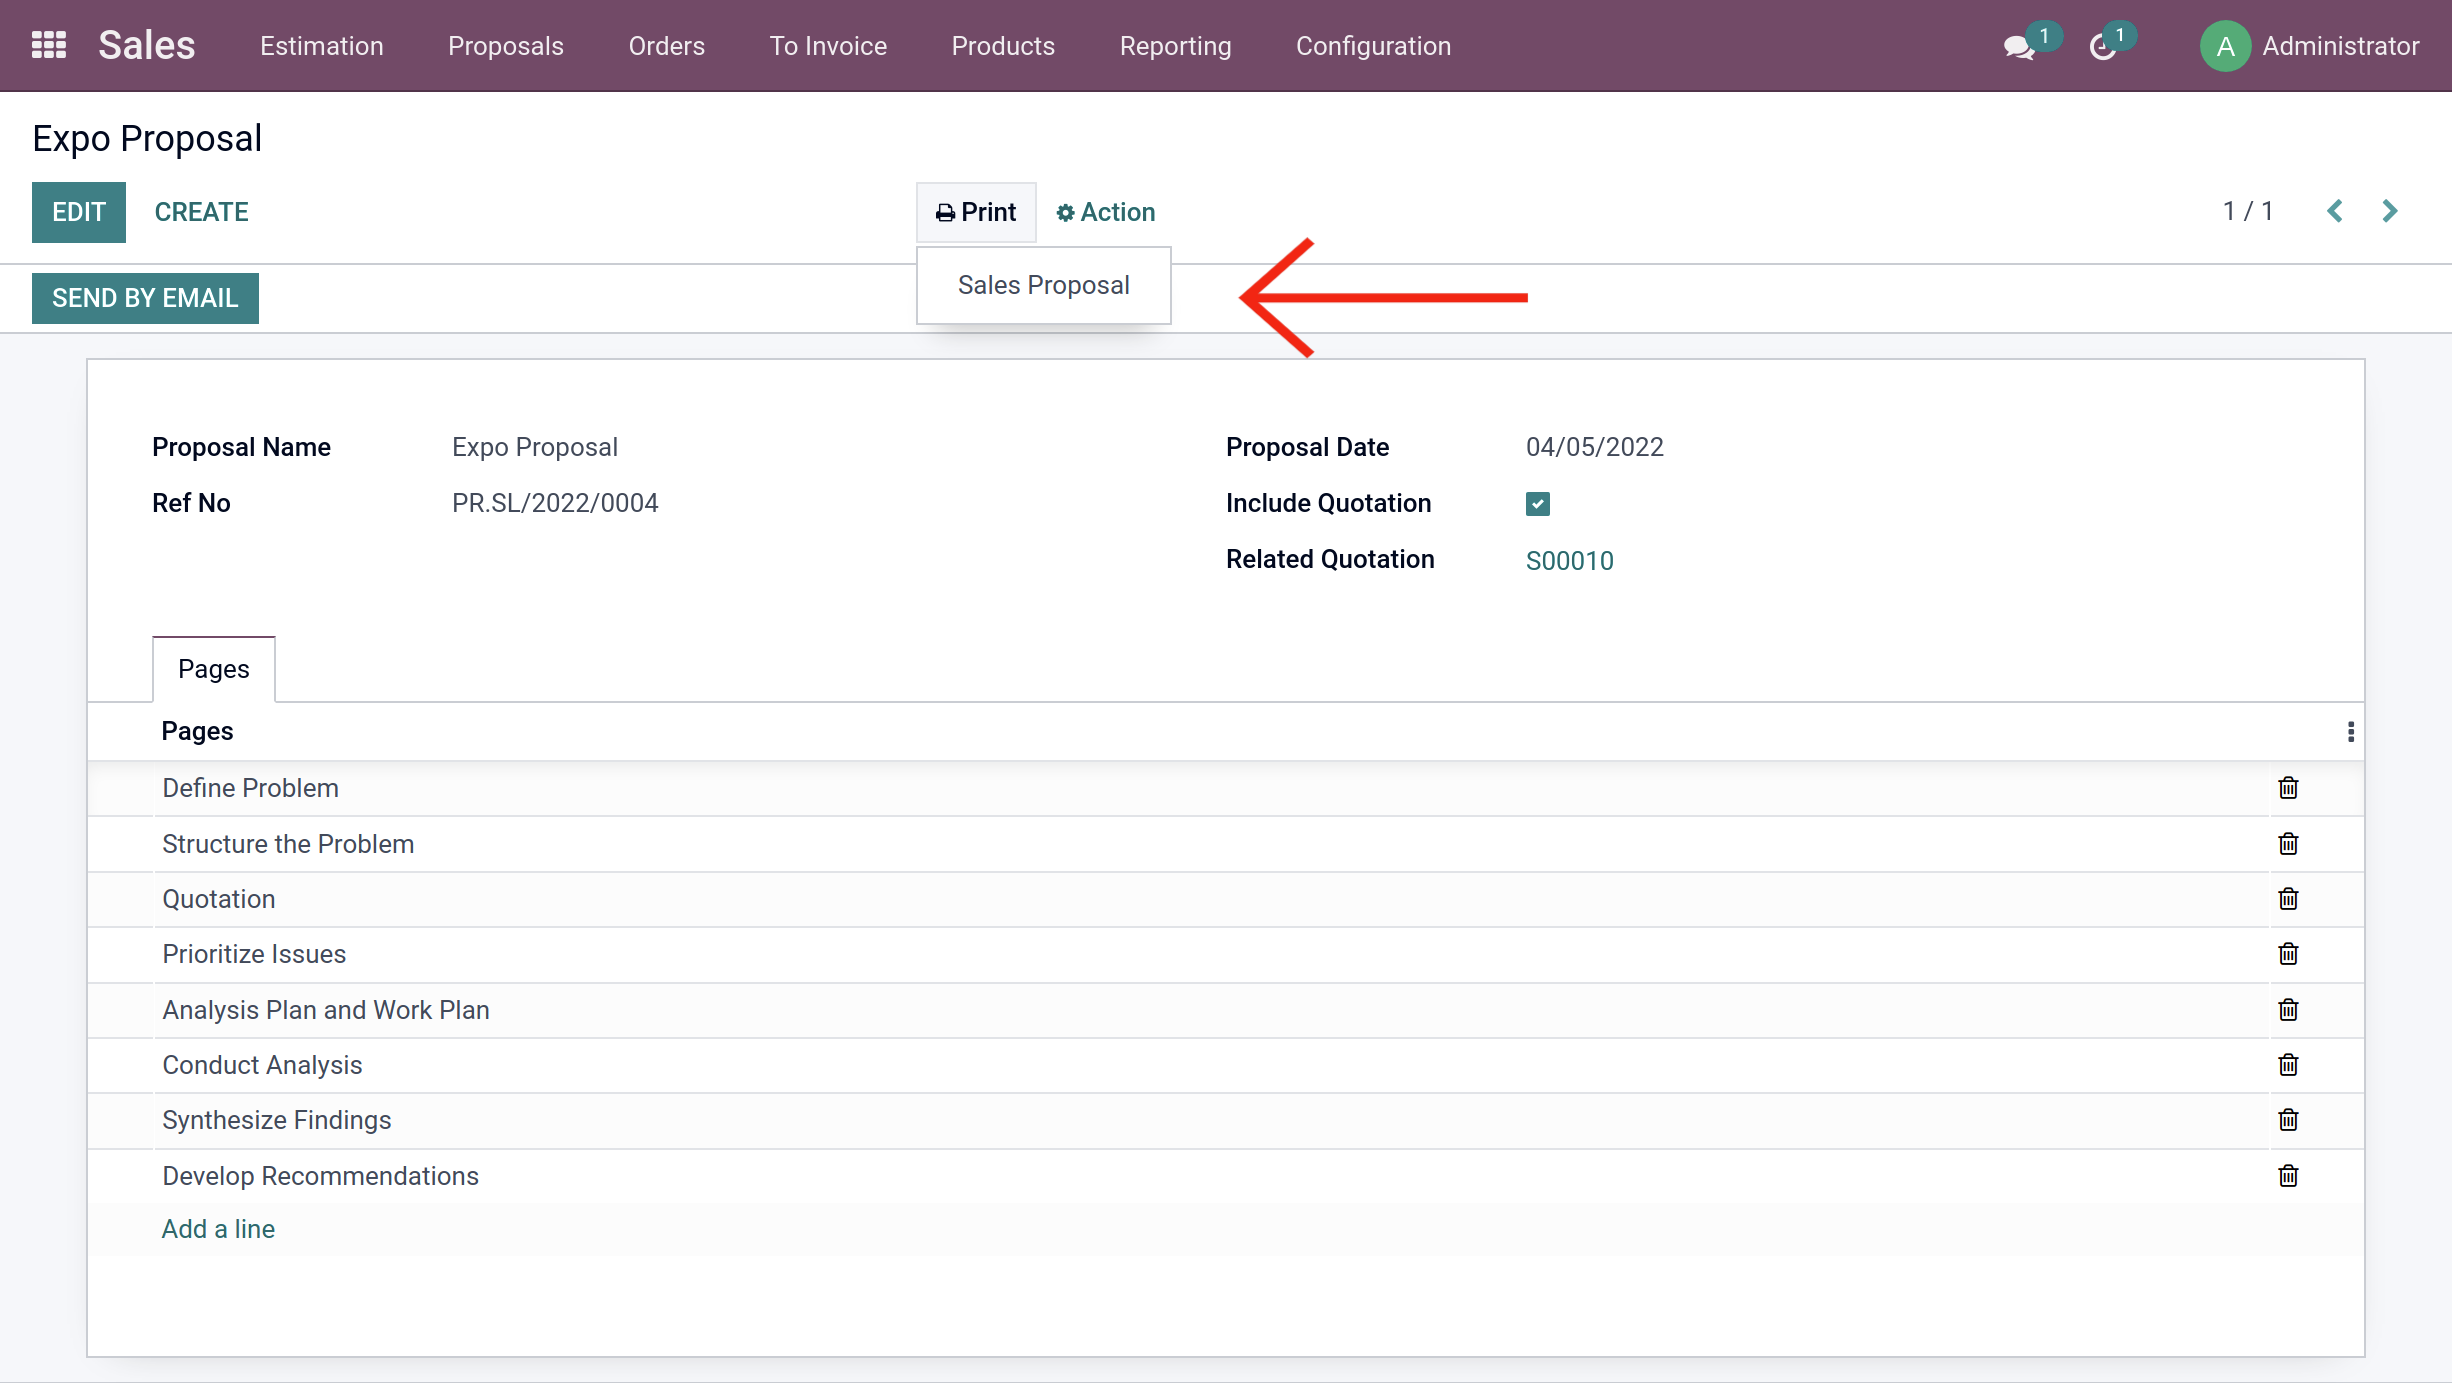 Sales Estimation Proposals Orders To Invoice Products Reporting Configuration 1 1 A Administrator
Expo Proposal
EDIT CREATE Print Action 1 / 1
Sales Proposal
SEND BY EMAIL
Proposal Name Expo Proposal Proposal Date 04/05/2022
Ref No PR.SL/2022/0004 Include Quotation
Related Quotation S00010
Pages
Pages
Define Problem
Structure the Problem
Quotation
Prioritize Issues
Analysis Plan and Work Plan
Conduct Analysis
Synthesize Findings
Develop Recommendations
Add a line